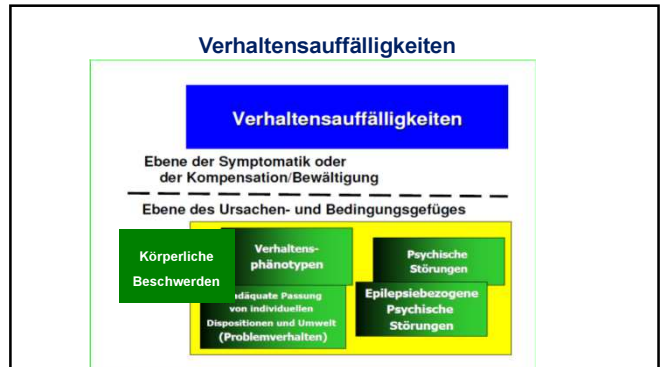 Verhaltensauffälligkeiten
Verhaltensauffälligkeiten
Ebene der Symptomatik oder
der Kompensation/Bewältigung
Ebene des Ursachen- und Bedingungsgefüges
Körperliche
Beschwerden
Verhaltens-
phänotypen
Psychische
Störungen
Passung
von individuellen
Dispositionen und Umwelt
(Problemverhalten)
Epilepsiebezogene
Psychische
Störungen